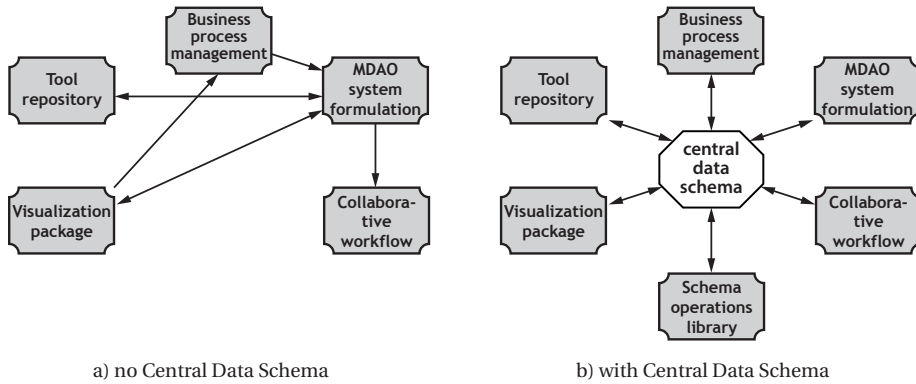 Business
process
management
Tool
repository
MDAO
system
formulation
Visualization
package
Collabora-
tive
workflow
a) no Central Data Schema
Business
process
management
Tool
repository
MDAO
system
formulation
central
data
schema
Visualization
package
Collabora-
tive
workflow
Schema
operations
library
b) with Central Data Schema